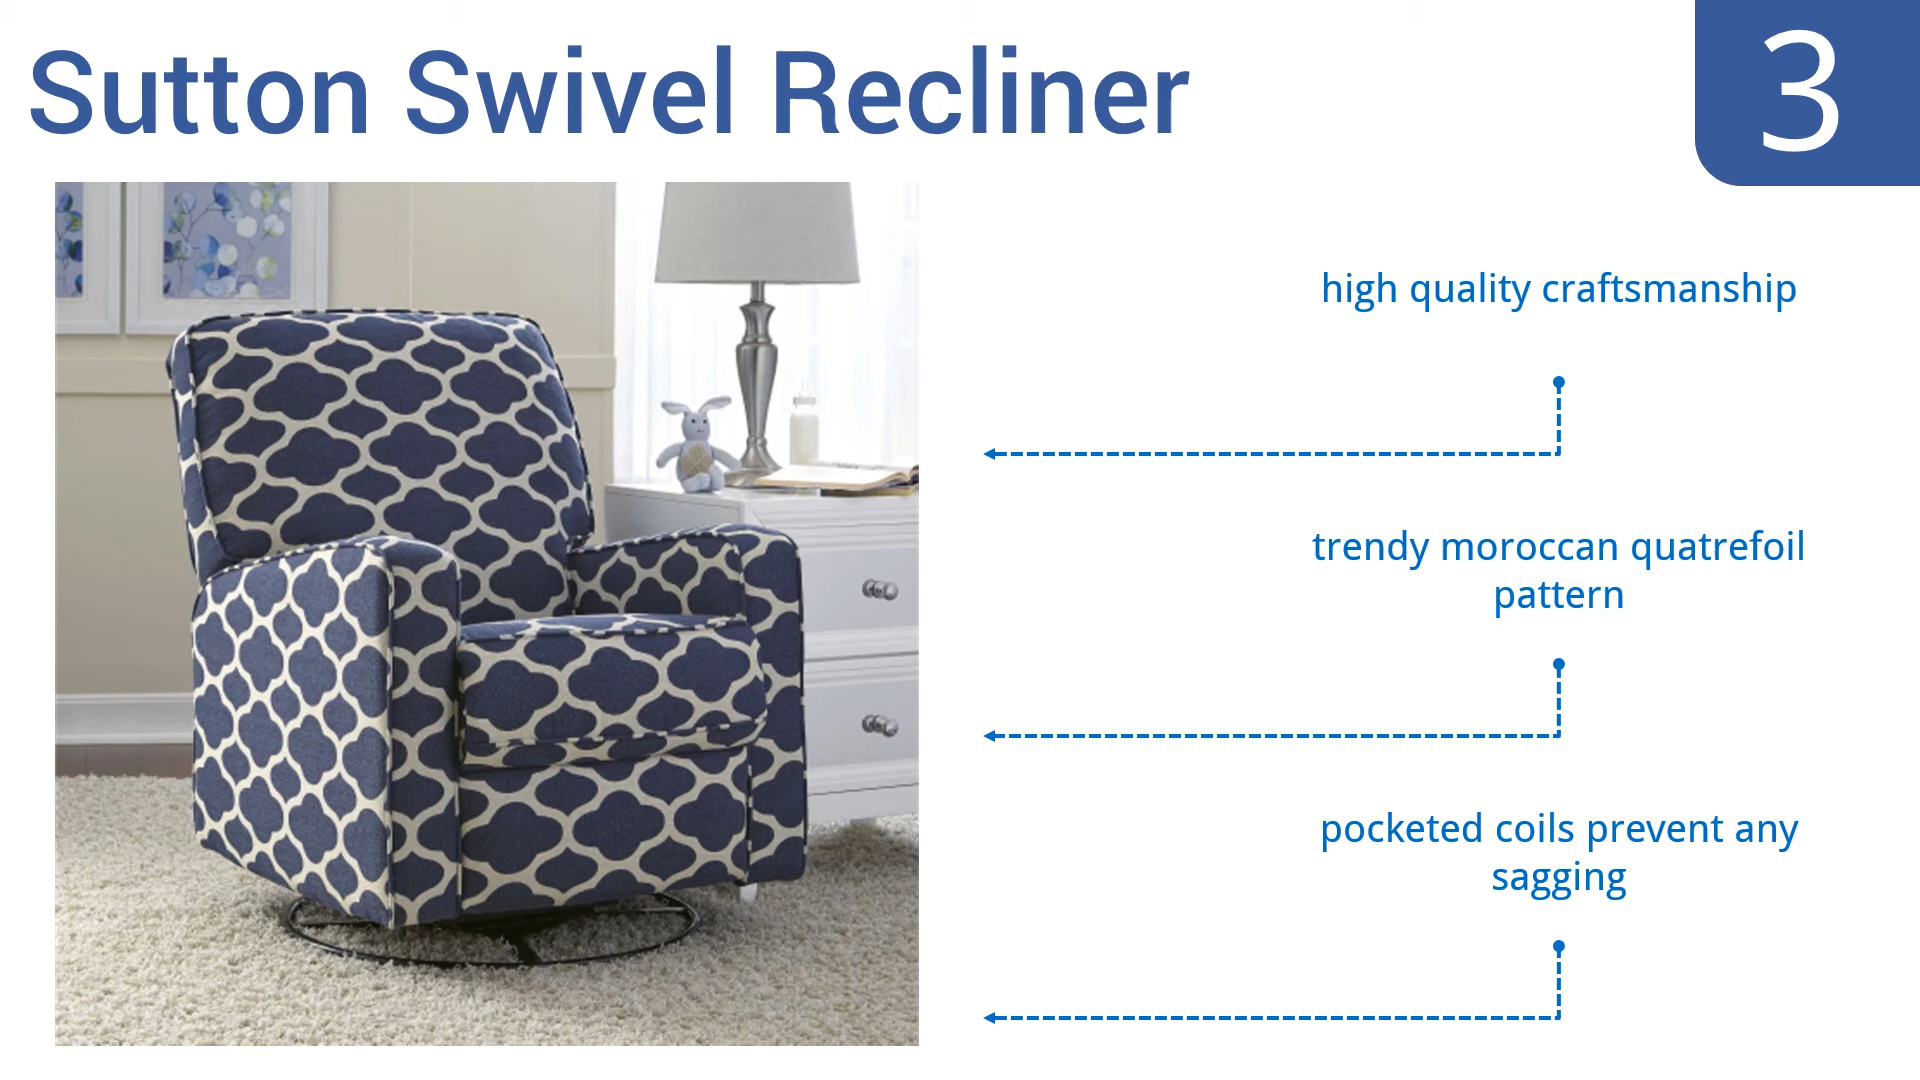 Sutton Swivel Recliner
3
high quality craftsmanship
trendy moroccan quatrefoil
pattern
pocketed coils prevent any
sagging